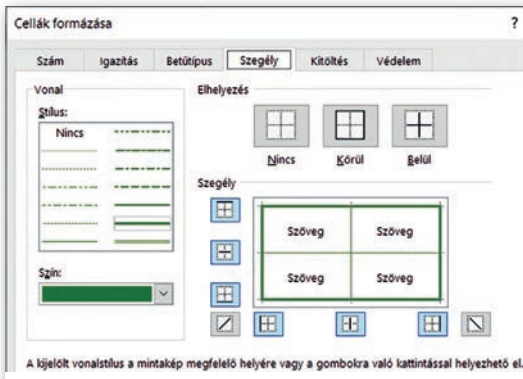 Cellák formázása
?
Szám Igazítás Betűtípus Szegély Kitöltés Védelem
Vonal
Stílus:
Nincs
Szín:
Elhelyezés
Nincs Körül Belül
Szegély
Szöveg Szöveg
Szöveg Szöveg
A kijelölt vonalstílus a mintakép megfelelő helyére vagy a gombokra való kattintással helyezhető el.